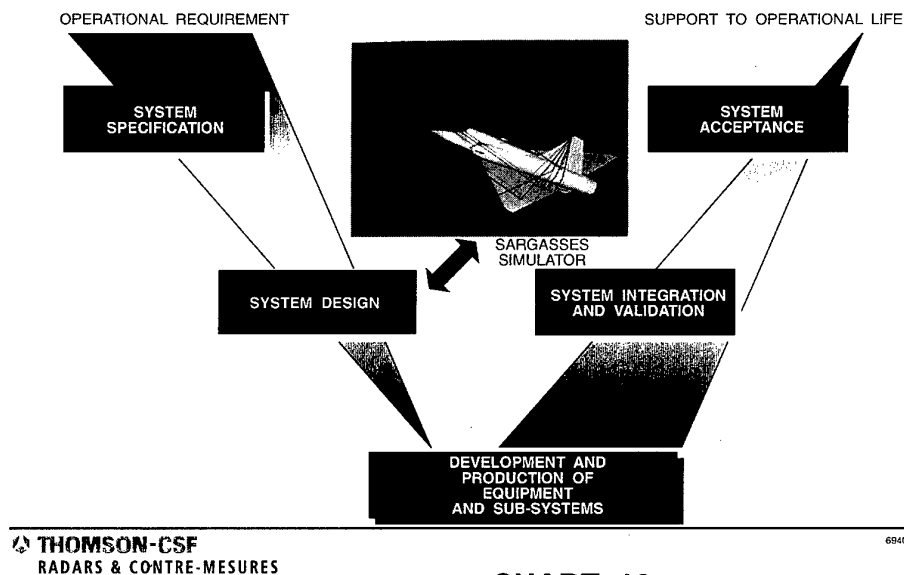 OPERATIONAL REQUIREMENT
SUPPORT TO OPERATIONAL LIFE
SYSTEM
SPECIFICATION
SYSTEM
ACCEPTANCE
SARGASSES
SIMULATOR
SYSTEM DESIGN
SYSTEM INTEGRATION
AND VALIDATION
DEVELOPMENT AND
PRODUCTION OF
EQUIPMENT
AND SUB-SYSTEMS
THOMSON-CSF
RADARS & CONTRE-MESURES